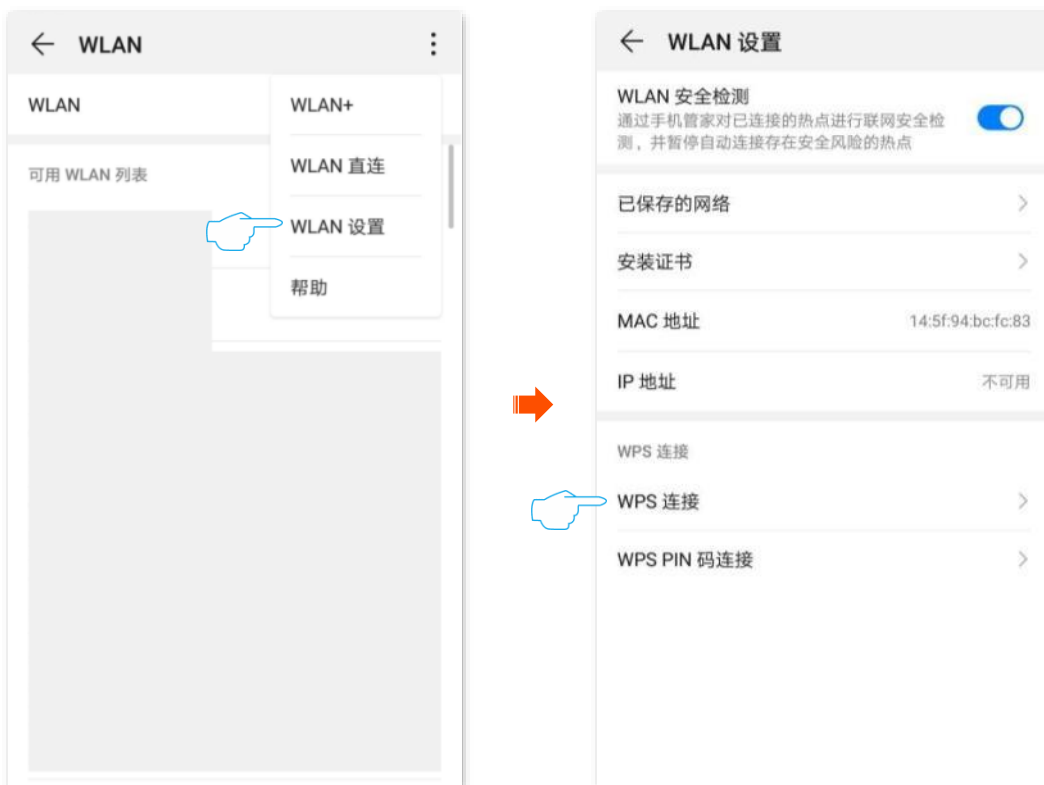 WLAN
WLAN
WLAN+
可用 WLAN 列表
WLAN 直连
WLAN 设置
帮助
WLAN 设置
WLAN 安全检测
通过手机管家对已连接的热点进行联网安全检
测，并暂停自动连接存在安全风险的热点
已保存的网络
安装证书
MAC 地址 14:5f:94:bc:fc:83
IP 地址 不可用
WPS 连接
WPS 连接
WPS PIN 码连接